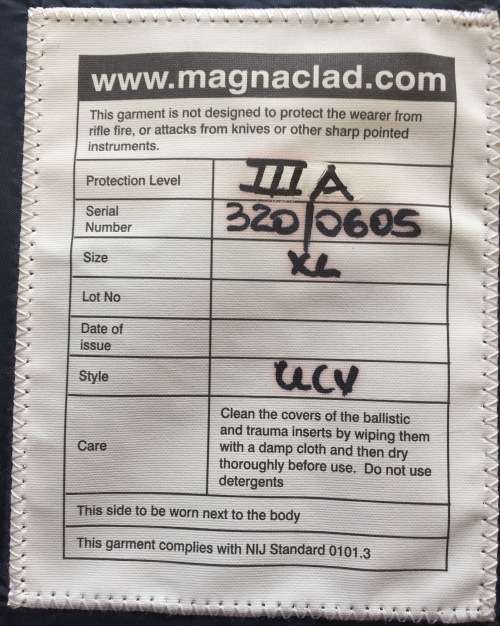 www.magnaclad.com
This garment is not designed to protect the wearer from
rifle fire, or attacks from knives or other sharp pointed
instruments.
Protection Level III A
Serial
Number 320/0605
Size XL
Lot No
Date of
issue
Style UCV
Care
Clean the covers of the ballistic
and trauma inserts by wiping them
with a damp cloth and then dry
thoroughly before use. Do not use
detergents
This side to be worn next to the body
This garment complies with NIJ Standard 0101.3